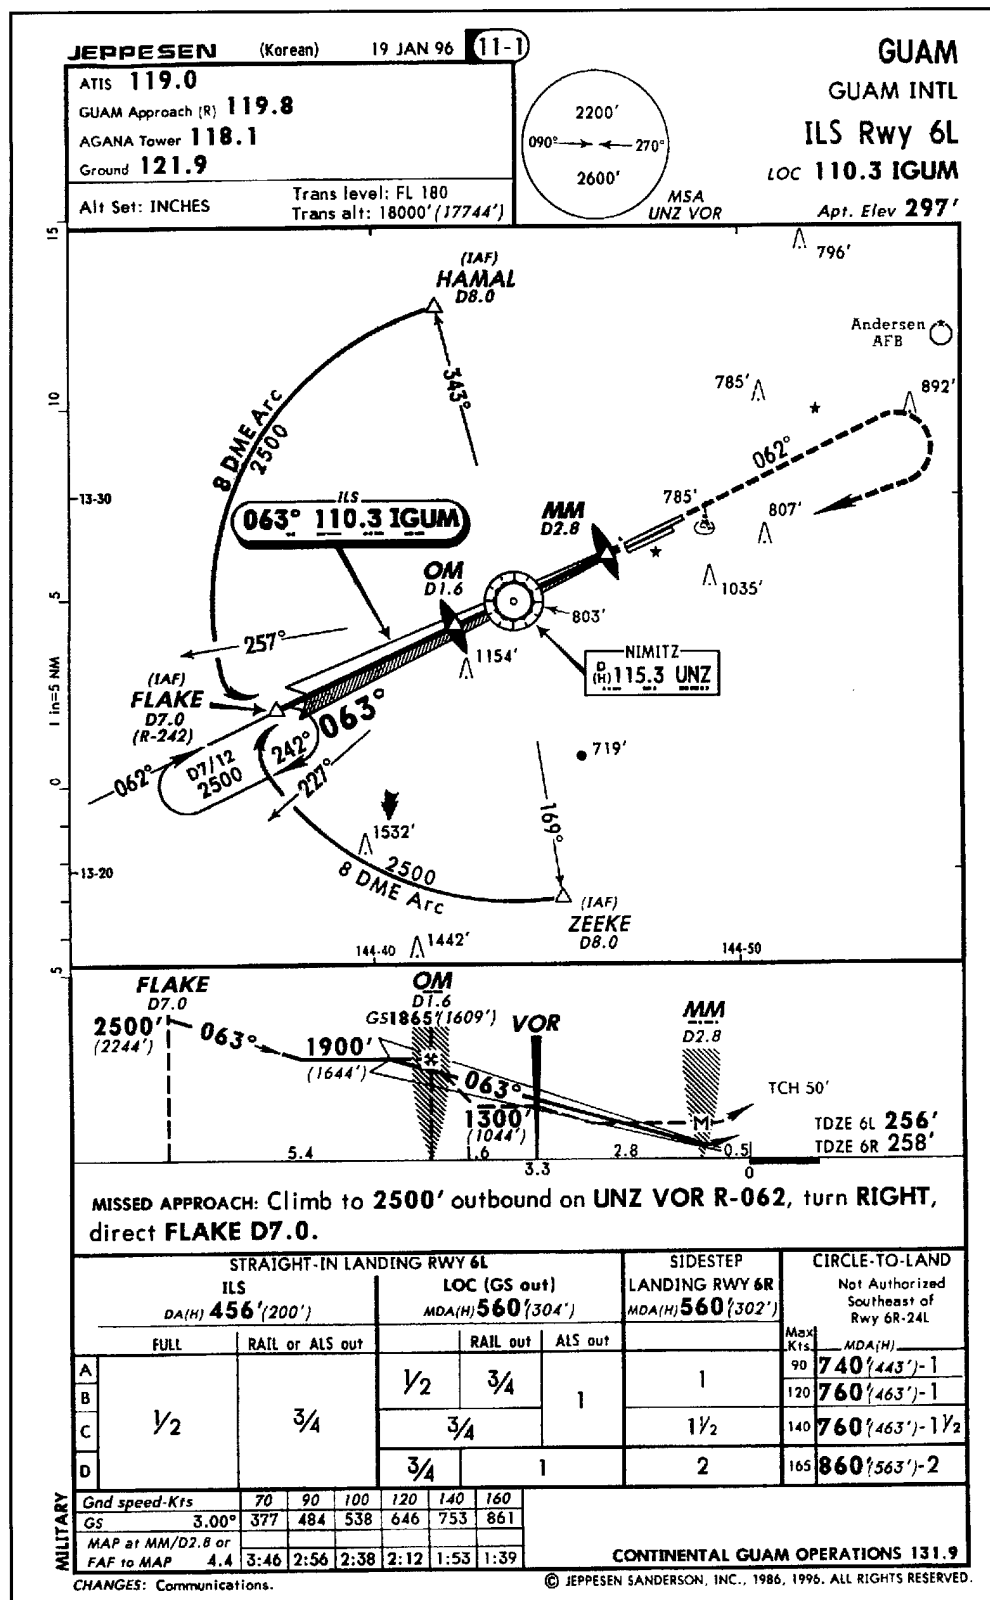 JEPPESEN (Korean) 19 JAN 96 11-1
GUAM
GUAM INTL
ILS Rwy 6L
LOC 110.3 IGUM
Apt. Elev 297'
ATIS 119.0
GUAM Approach (R) 119.8
AGANA Tower 118.1
Ground 121.9
Alt Set: INCHES
Trans level: FL 180
Trans alt: 18000' (17744')
2200'
090° 270°
2600'
MSA
UNZ VOR
15
796'
(IAF)
HAMAL
D8.0
Andersen
AFB
343°
785'
892'
10
8 DME Arc
2500
062°
13-30
ILS
063° 110.3 IGUM
MM
D2.8
785'
807'
OM
D1.6
1035'
5
803'
257°
1154'
NIMITZ
D
(H) 115.3 UNZ
(IAF)
FLAKE
D7.0
(R-242)
063°
1 in=5 NM
242°
D7/12
2500
062°
227°
719'
0
169°
1532'
13-20
2500
8 DME Arc
(IAF)
ZEEKE
D8.0
1442'
144-40
144-50
5
FLAKE
D7.0
OM
D1.6
GS1865'(1609')
VOR
MM
D2.8
2500'
(2244')
063°
1900'
(1644')
063°
1300'
(1044')
TCH 50'
TDZE 6L 256'
TDZE 6R 258'
5.4 1.6 2.8 0.5
3.3 0
MISSED APPROACH: Climb to 2500' outbound on UNZ VOR R-062, turn RIGHT,
direct FLAKE D7.0.
STRAIGHT-IN LANDING RWY 6L SIDESTEP CIRCLE-TO-LAND
ILS LOC (GS out) LANDING RWY 6R Not Authorized
Southeast of
Rwy 6R-24L
DA(H) 456'(200') MDA(H) 560'(304') MDA(H) 560'(302')
FULL RAIL or ALS out RAIL out ALS out Max Kts. MDA(H)
A 90 740'(443')-1
B 1/2 3/4 1 1 120 760'(463')-1
C 1/2 3/4 3/4 1 1/2 140 760'(463')-1 1/2
D 3/4 1 2 165 860'(563')-2
Gnd speed-Kts 70 90 100 120 140 160
GS 3.00° 377 484 538 646 753 861
MAP at MM/D2.8 or
FAF to MAP 4.4 3:46 2:56 2:38 2:12 1:53 1:39
MILITARY
CONTINENTAL GUAM OPERATIONS 131.9
CHANGES: Communications.
© JEPPESEN SANDERSON, INC., 1986, 1996. ALL RIGHTS RESERVED.